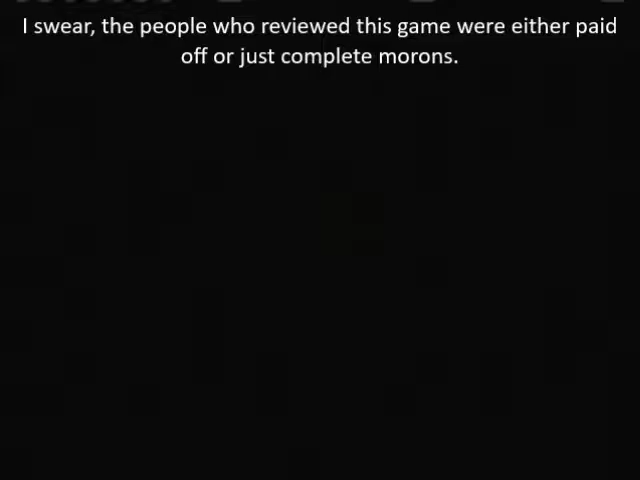 I swear, the people who reviewed this game were either paid
off or just complete morons.